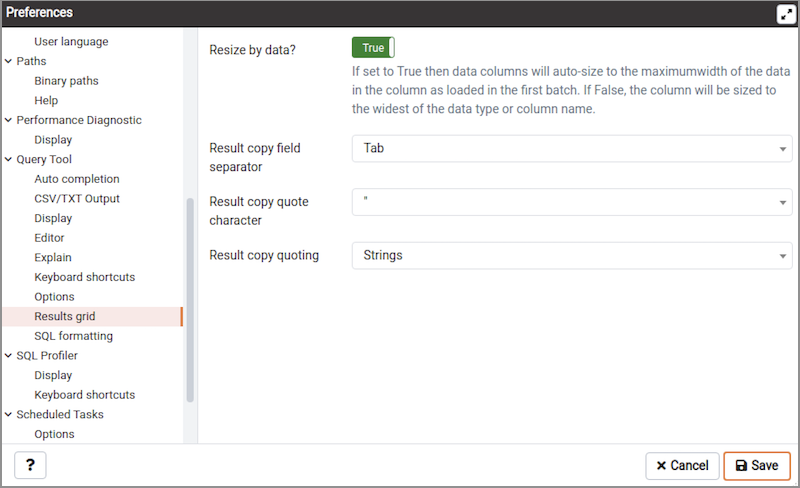 Preferences
User language
Paths
Binary paths
Help
Performance Diagnostic
Display
Query Tool
Auto completion
CSV/TXT Output
Display
Editor
Explain
Keyboard shortcuts
Options
Results grid
SQL formatting
SQL Profiler
Display
Keyboard shortcuts
Scheduled Tasks
Options
Resize by data?
True
If set to True then data columns will auto-size to the maximumwidth of the data
in the column as loaded in the first batch. If False, the column will be sized to
the widest of the data type or column name.
Result copy field
separator
Tab
Result copy quote
character
"
Result copy quoting
Strings
?
Cancel
Save